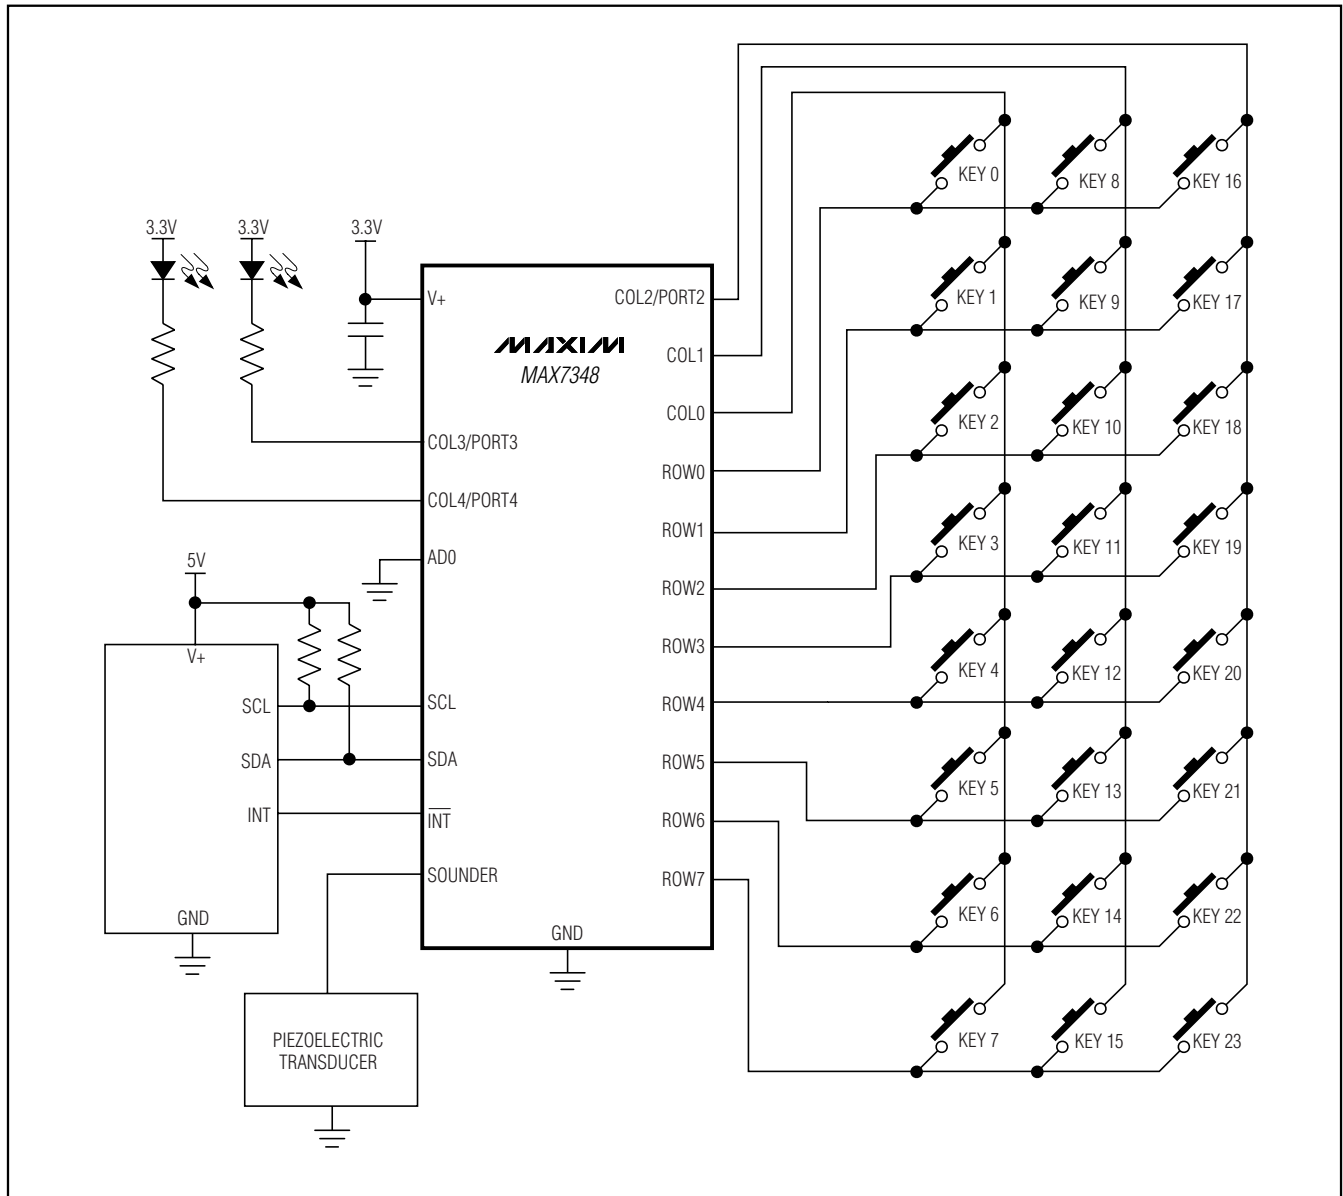 3.3V
3.3V
3.3V
V+
COL3/PORT3
COL4/PORT4
AD0
SCL
SDA
INT
SOUNDER
MAXIM
MAX7348
GND
COL2/PORT2
COL1
COL0
ROW0
ROW1
ROW2
ROW3
ROW4
ROW5
ROW6
ROW7
5V
V+
SCL
SDA
INT
GND
PIEZOELECTRIC
TRANSDUCER
KEY 0
KEY 8
KEY 16
KEY 1
KEY 9
KEY 17
KEY 2
KEY 10
KEY 18
KEY 3
KEY 11
KEY 19
KEY 4
KEY 12
KEY 20
KEY 5
KEY 13
KEY 21
KEY 6
KEY 14
KEY 22
KEY 7
KEY 15
KEY 23